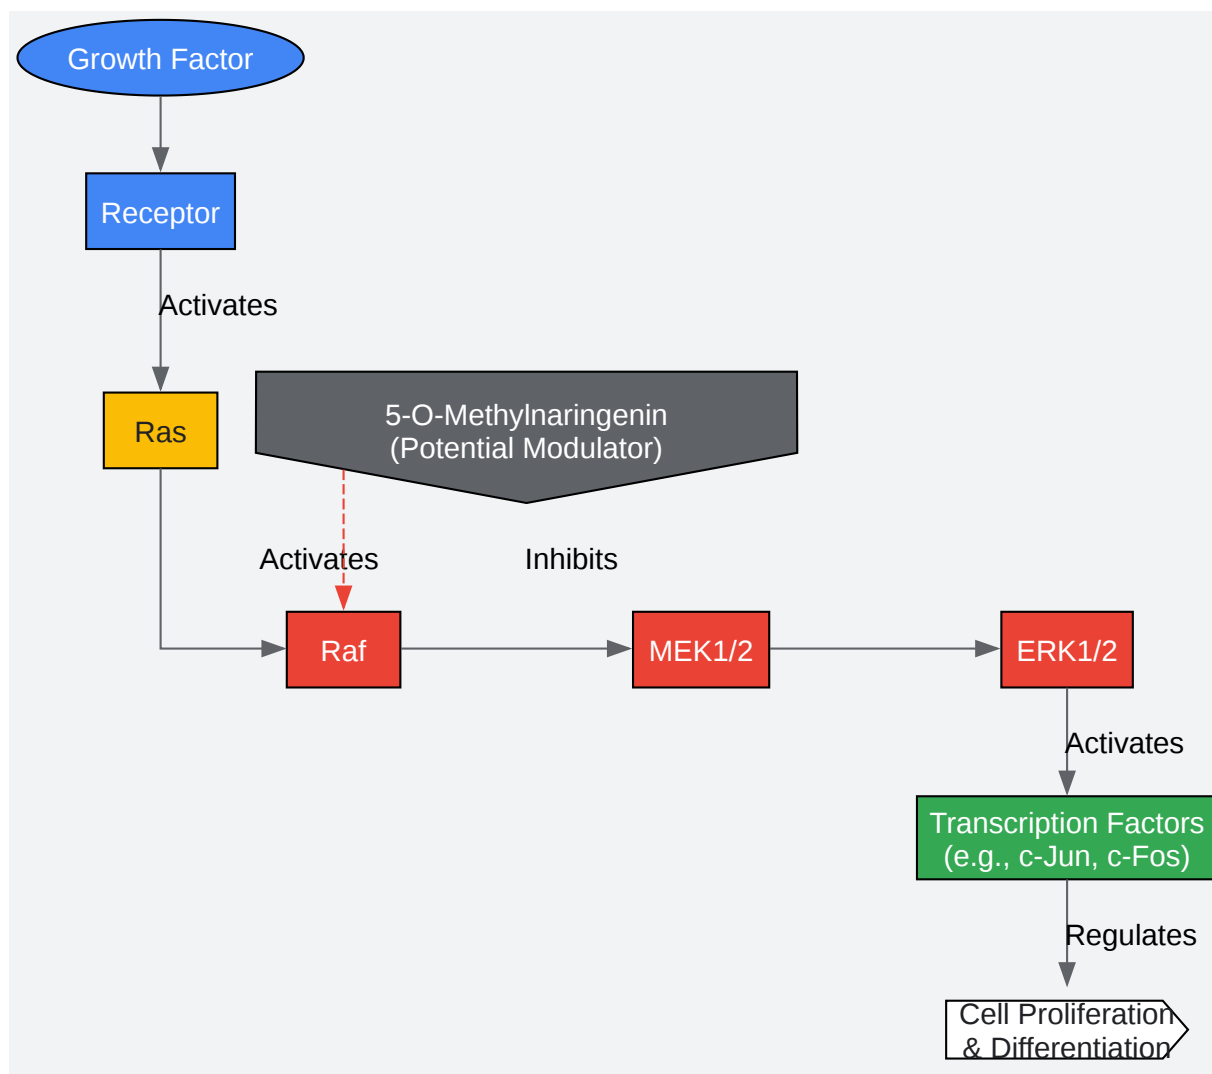 Growth Factor
Receptor
Activates
Ras
5-O-Methylnaringenin
(Potential Modulator)
Activates
Inhibits
Raf
MEK1/2
ERK1/2
Activates
Transcription Factors
(e.g., c-Jun, c-Fos)
Regulates
Cell Proliferation
& Differentiation